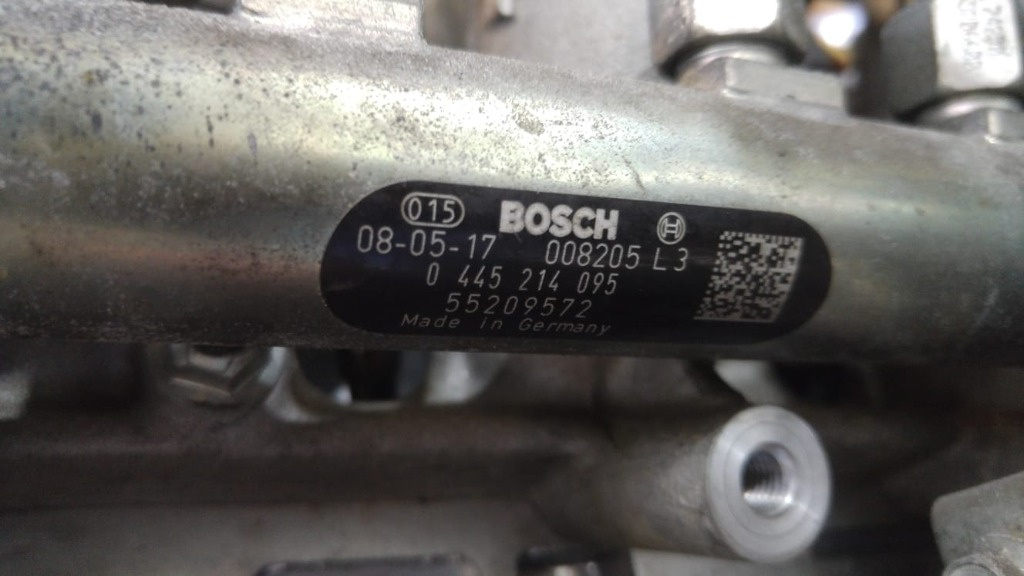 015 BOSCH
08-05-17 008205 L3
0 445 214 095
55209572
Made in Germany